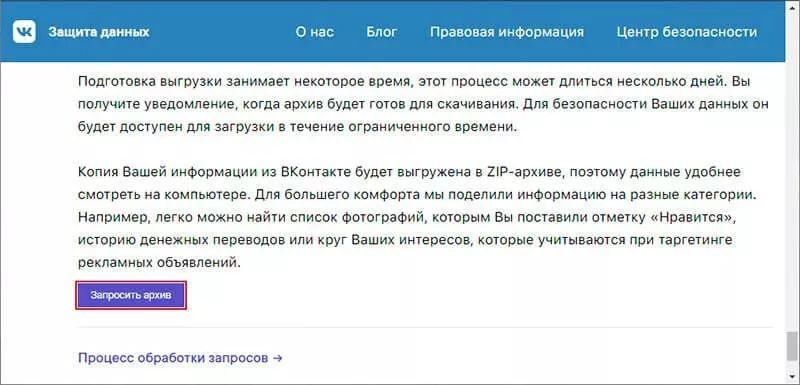 Защита данных
О нас
Блог
Правовая информация
Центр безопасности
Подготовка выгрузки занимает некоторое время, этот процесс может длиться несколько дней. Вы
получите уведомление, когда архив будет готов для скачивания. Для безопасности Ваших данных он
будет доступен для загрузки в течение ограниченного времени.
Копия Вашей информации из ВКонтакте будет выгружена в ZIP-архиве, поэтому данные удобнее
смотреть на компьютере. Для большего комфорта мы поделили информацию на разные категории.
Например, легко можно найти список фотографий, которым Вы поставили отметку «Нравится»,
историю денежных переводов или круг Ваших интересов, которые учитываются при таргетинге
рекламных объявлений.
Запросить архив
Процесс обработки запросов →